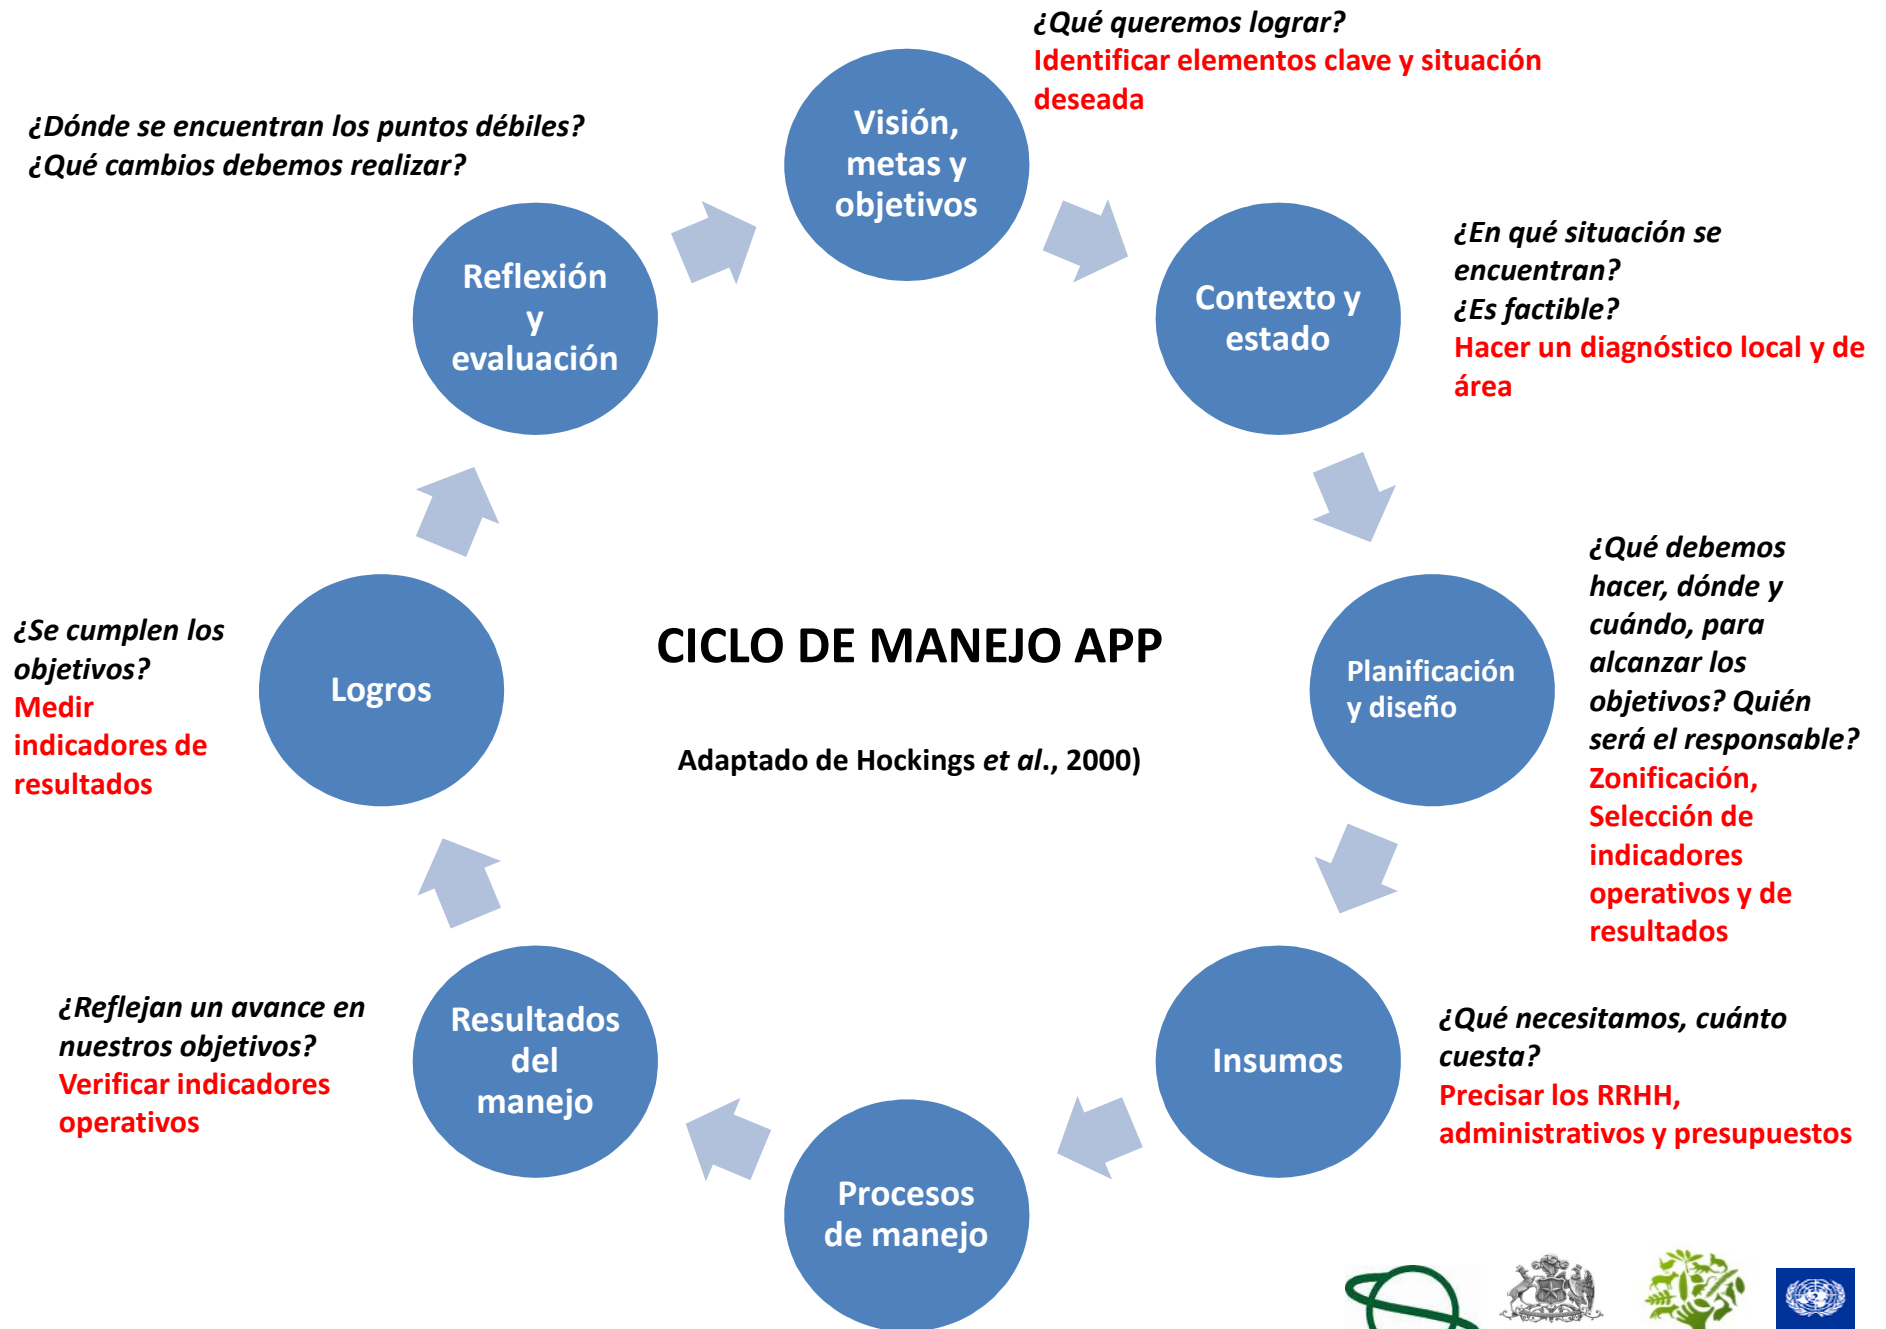 ¿Qué queremos lograr?
Identificar elementos clave y situación
deseada
Visión,
metas y
objetivos
¿Dónde se encuentran los puntos débiles?
¿Qué cambios debemos realizar?
Reflexión
y
evaluación
Contexto y
estado
¿En qué situación se
encuentran?
¿Es factible?
Hacer un diagnóstico local y de
área
¿Qué debemos
hacer, dónde y
cuándo, para
alcanzar los
objetivos? Quién
será el responsable?
Zonificación,
Selección de
indicadores
operativos y de
resultados
Planificación
y diseño
CICLO DE MANEJO APP
Adaptado de Hockings et al., 2000)
¿Se cumplen los
objetivos?
Medir
indicadores de
resultados
Logros
¿Reflejan un avance en
nuestros objetivos?
Verificar indicadores
operativos
Resultados
del
manejo
Insumos
¿Qué necesitamos, cuánto
cuesta?
Precisar los RRHH,
administrativos y presupuestos
Procesos
de manejo